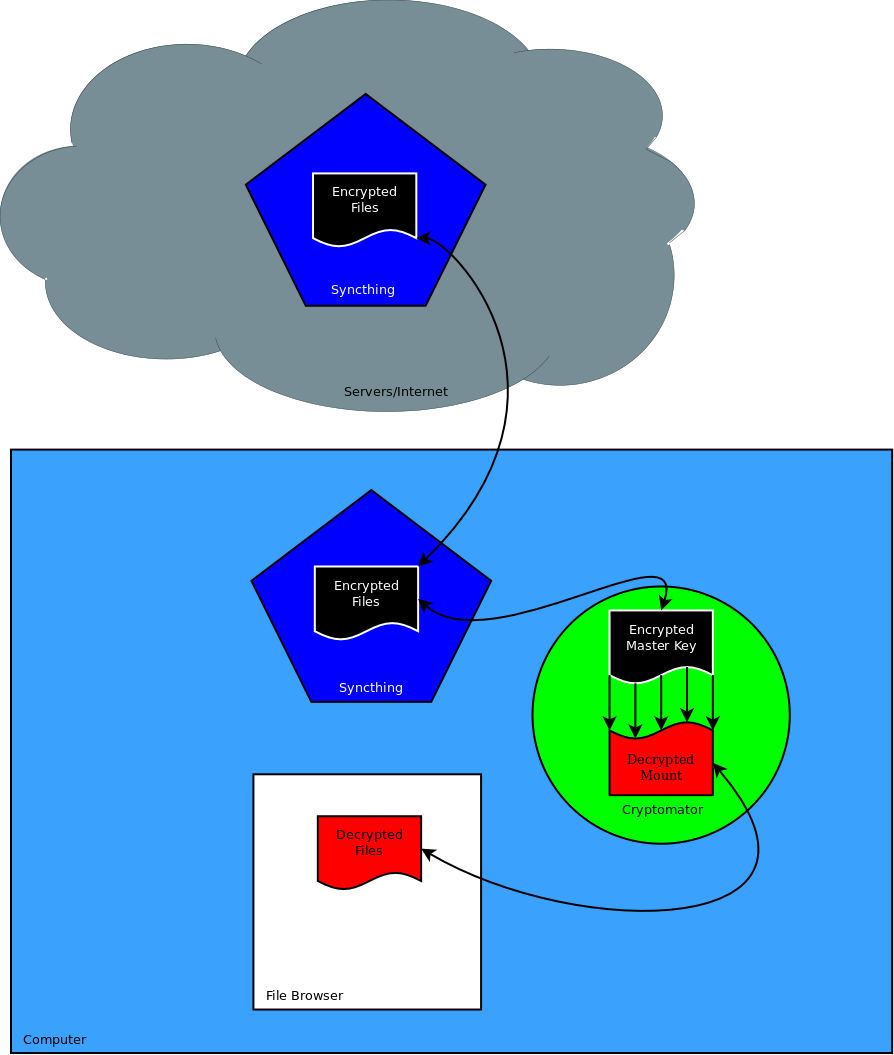 Encrypted
Files
Syncthing
Servers/Internet
Encrypted
Files
Syncthing
Encrypted
Master Key
Decrypted
Mount
Cryptomator
Decrypted
Files
File Browser
Computer